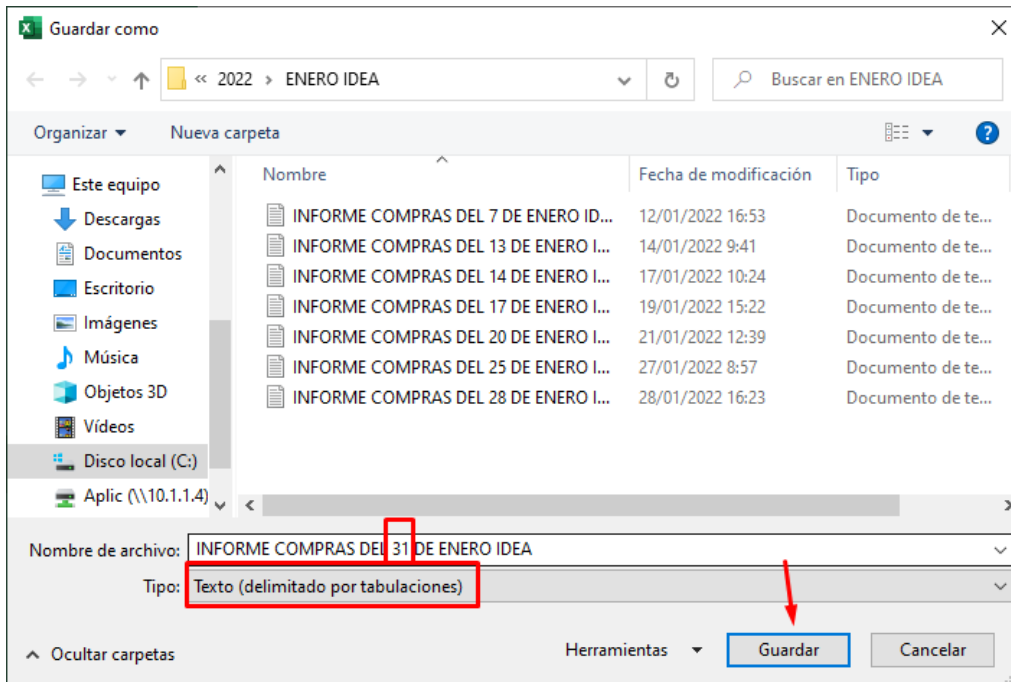 Guardar como
« 2022 › ENERO IDEA
Buscar en ENERO IDEA
Organizar
Nueva carpeta
Este equipo
Descargas
Documentos
Escritorio
Imágenes
Música
Objetos 3D
Vídeos
Disco local (C:)
Aplic (\\10.1.1.4)
Nombre Fecha de modificación Tipo
INFORME COMPRAS DEL 7 DE ENERO ID... 12/01/2022 16:53 Documento de te...
INFORME COMPRAS DEL 13 DE ENERO I... 14/01/2022 9:41 Documento de te...
INFORME COMPRAS DEL 14 DE ENERO I... 17/01/2022 10:24 Documento de te...
INFORME COMPRAS DEL 17 DE ENERO I... 19/01/2022 15:22 Documento de te...
INFORME COMPRAS DEL 20 DE ENERO I... 21/01/2022 12:39 Documento de te...
INFORME COMPRAS DEL 25 DE ENERO I... 27/01/2022 8:57 Documento de te...
INFORME COMPRAS DEL 28 DE ENERO I... 28/01/2022 16:23 Documento de te...
Nombre de archivo: INFORME COMPRAS DEL 31 DE ENERO IDEA
Tipo: Texto (delimitado por tabulaciones)
Ocultar carpetas
Herramientas
Guardar
Cancelar